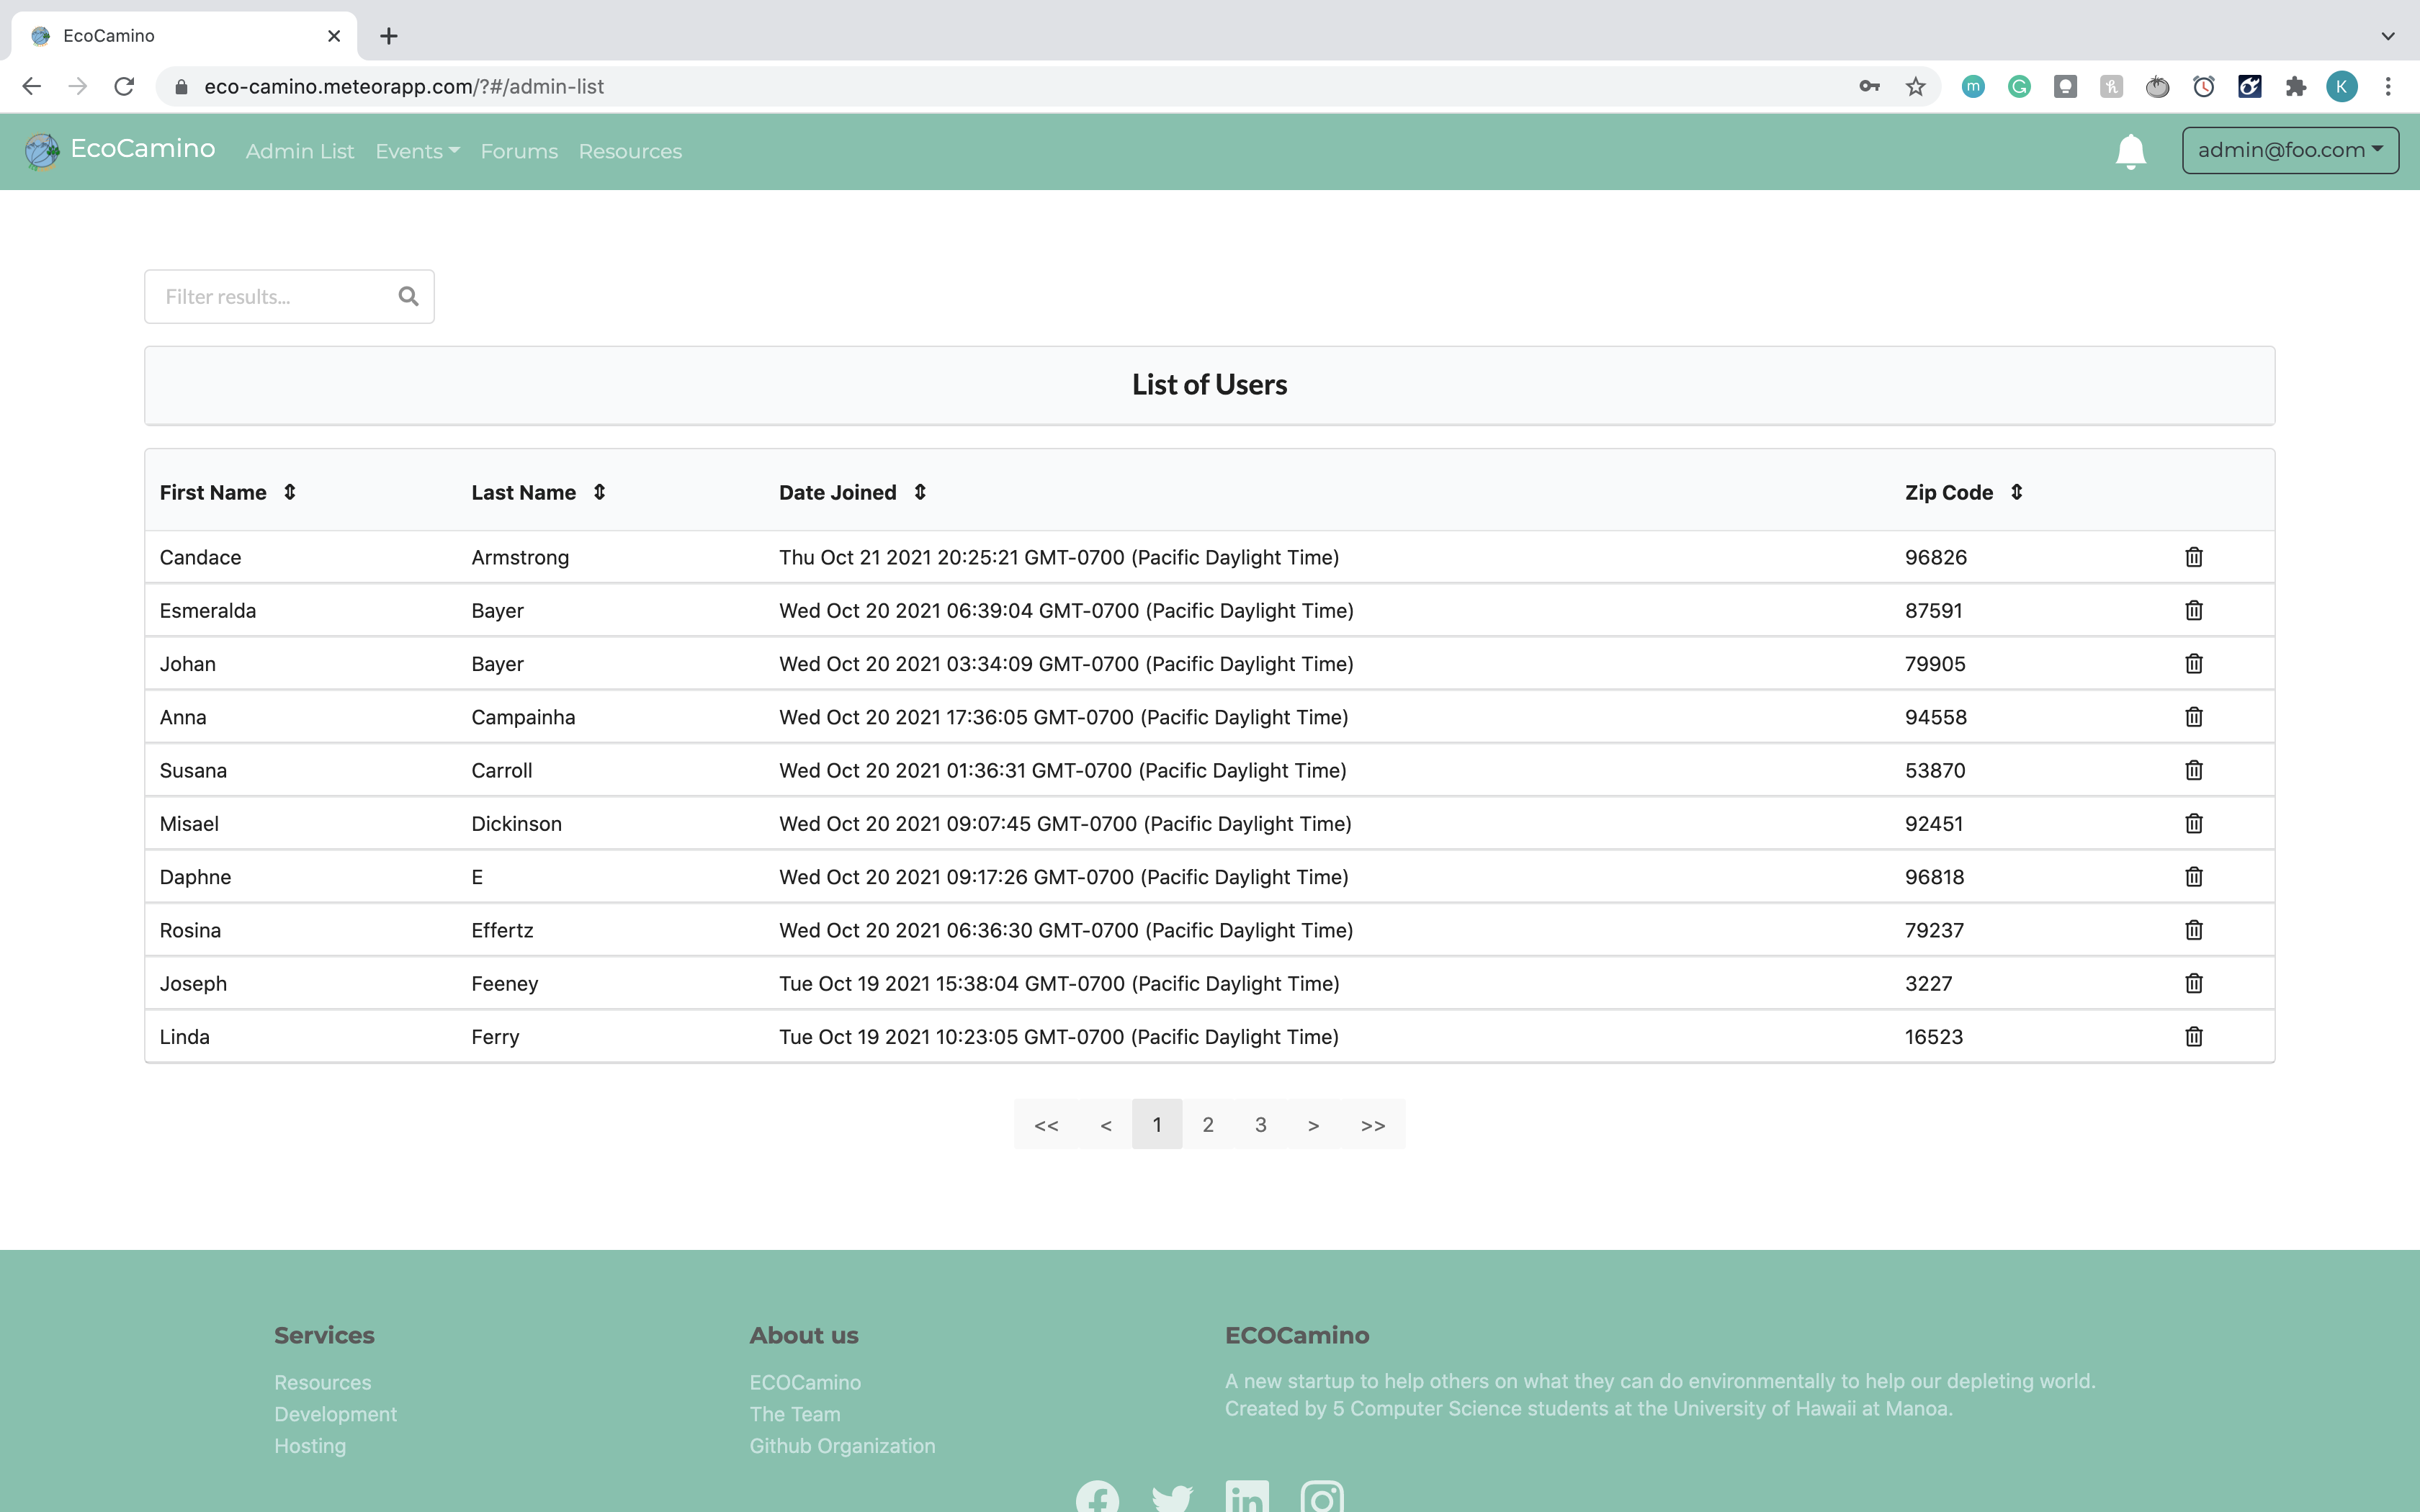 EcoCamino
eco-camino.meteorapp.com/?#/admin-list
m
G
K
EcoCamino Admin List Events Forums Resources
admin@foo.com
Filter results...
List of Users
First Name Last Name Date Joined Zip Code
Candace Armstrong Thu Oct 21 2021 20:25:21 GMT-0700 (Pacific Daylight Time) 96826
Esmeralda Bayer Wed Oct 20 2021 06:39:04 GMT-0700 (Pacific Daylight Time) 87591
Johan Bayer Wed Oct 20 2021 03:34:09 GMT-0700 (Pacific Daylight Time) 79905
Anna Campainha Wed Oct 20 2021 17:36:05 GMT-0700 (Pacific Daylight Time) 94558
Susana Carroll Wed Oct 20 2021 01:36:31 GMT-0700 (Pacific Daylight Time) 53870
Misael Dickinson Wed Oct 20 2021 09:07:45 GMT-0700 (Pacific Daylight Time) 92451
Daphne E Wed Oct 20 2021 09:17:26 GMT-0700 (Pacific Daylight Time) 96818
Rosina Effertz Wed Oct 20 2021 06:36:30 GMT-0700 (Pacific Daylight Time) 79237
Joseph Feeney Tue Oct 19 2021 15:38:04 GMT-0700 (Pacific Daylight Time) 3227
Linda Ferry Tue Oct 19 2021 10:23:05 GMT-0700 (Pacific Daylight Time) 16523
<< < 1 2 3 > >>
Services
Resources
Development
Hosting
About us
ECOCamino
The Team
Github Organization
ECOCamino
A new startup to help others on what they can do environmentally to help our depleting world.
Created by 5 Computer Science students at the University of Hawaii at Manoa.